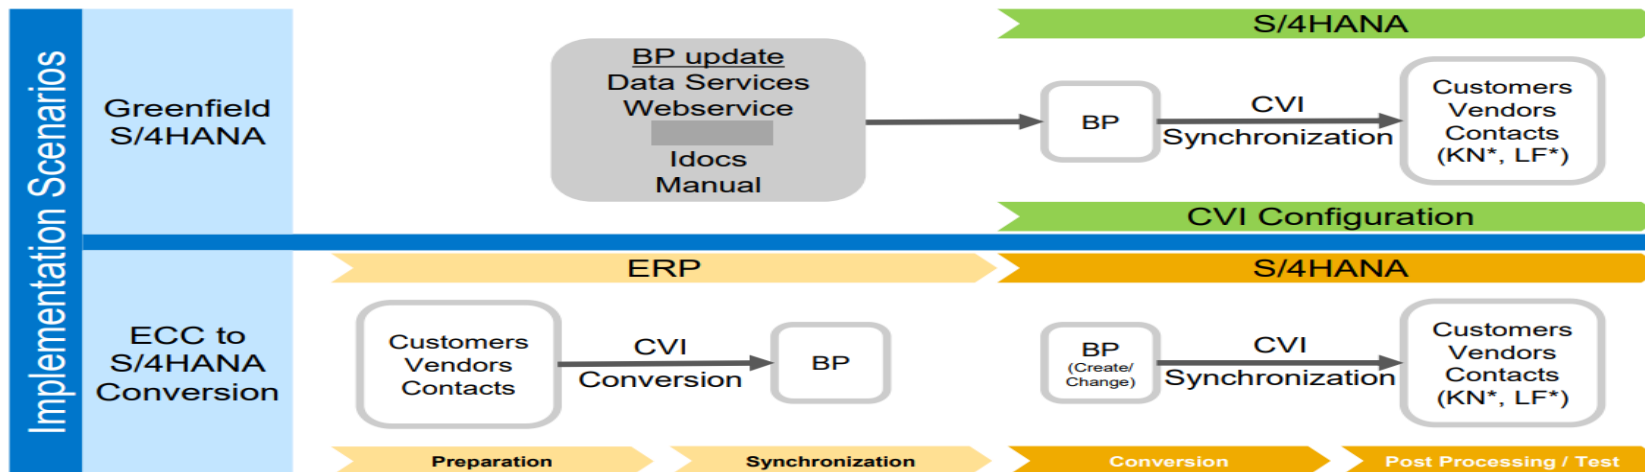 Implementation Scenarios
Greenfield
S/4HANA
BP update
Data Services
Webservice
Idocs
Manual
S/4HANA
BP
CVI
Synchronization
Customers
Vendors
Contacts
(KN*, LF*)
CVI Configuration
ECC to
S/4HANA
Conversion
ERP
S/4HANA
Customers
Vendors
Contacts
CVI
Conversion
BP
BP
(Create/
Change)
CVI
Synchronization
Customers
Vendors
Contacts
(KN*, LF*)
Preparation
Synchronization
Conversion
Post Processing / Test